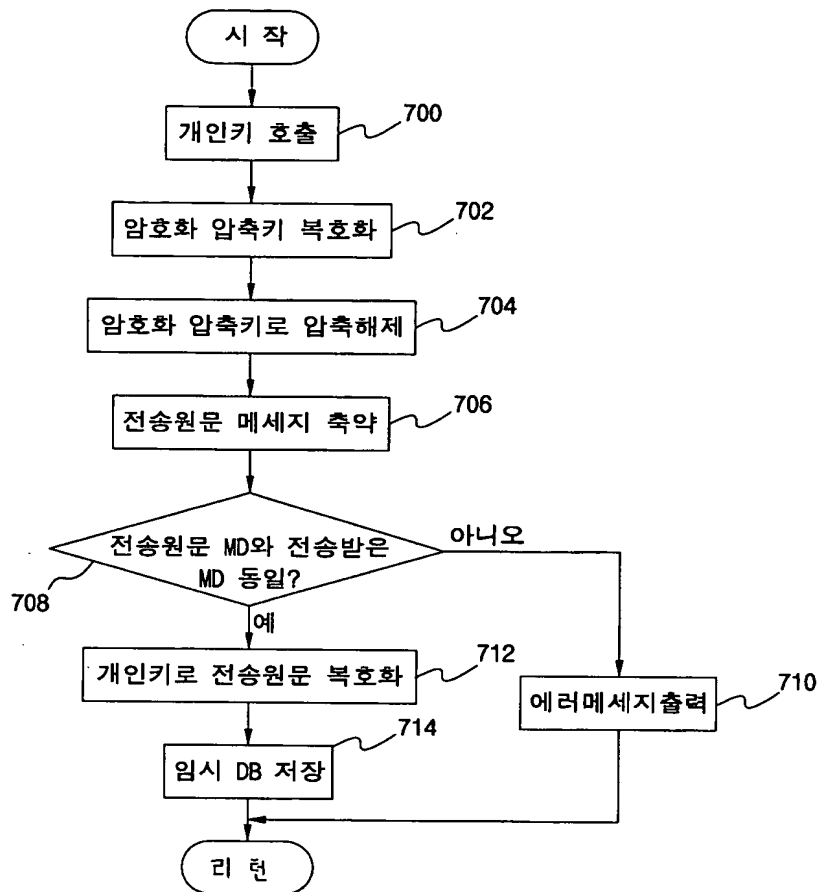 시 작
개인키 호출
700
암호화 압축키 복호화
702
암호화 압축키로 압축해제
704
전송원문 메세지 축약
706
전송원문 MD와 전송받은
MD 동일?
708
아니오
예
개인키로 전송원문 복호화
712
에러메세지출력
710
임시 DB 저장
714
리 턴